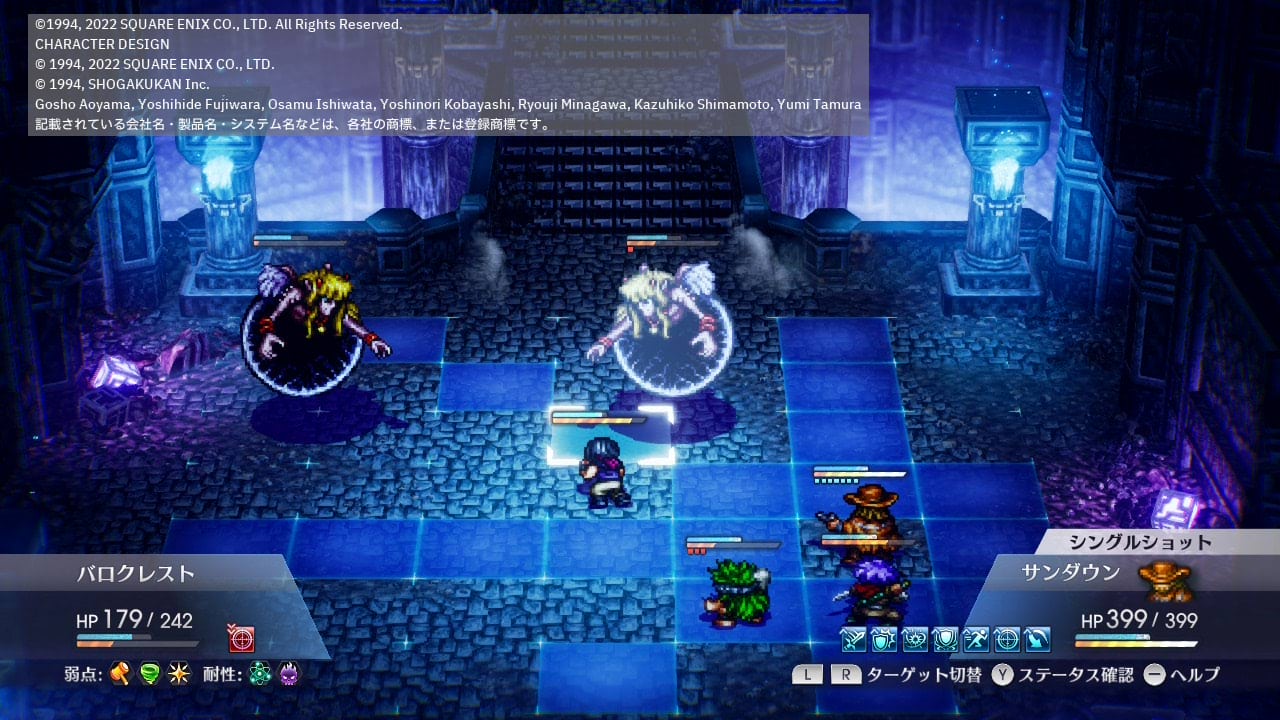 ©1994, 2022 SQUARE ENIX CO., LTD. All Rights Reserved.
CHARACTER DESIGN
© 1994, 2022 SQUARE ENIX CO., LTD.
© 1994, SHOGAKUKAN Inc.
Gosho Aoyama, Yoshihide Fujiwara, Osamu Ishiwata, Yoshinori Kobayashi, Ryouji Minagawa, Kazuhiko Shimamoto, Yumi Tamura
記載されている会社名・製品名・システム名などは、各社の商標、または登録商標です。
バロクレスト
HP 179 / 242
弱点: 耐性:
シングルショット
サンダウン
HP 399 / 399
L R ターゲット切替 Y ステータス確認 − ヘルプ